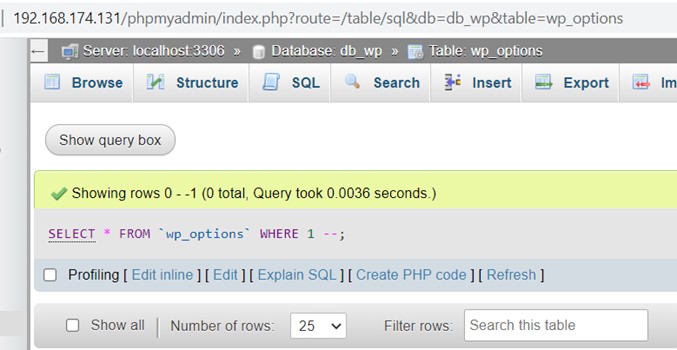 192.168.174.131/phpmyadmin/index.php?route=/table/sql&db=db_wp&table=wp_options
Server: localhost:3306 » Database: db_wp » Table: wp_options
Browse Structure SQL Search Insert Export Im
Show query box
Showing rows 0 - -1 (0 total, Query took 0.0036 seconds.)
SELECT * FROM `wp_options` WHERE 1 --;
Profiling [ Edit inline ] [ Edit ] [ Explain SQL ] [ Create PHP code ] [ Refresh ]
Show all Number of rows: 25 Filter rows: Search this table